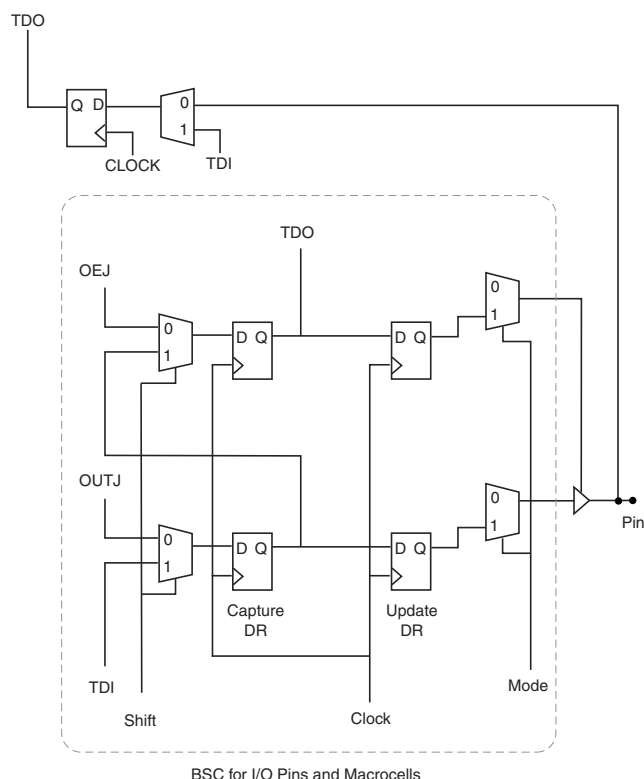 TDO
Q D
0
1
CLOCK
TDI
TDO
OEJ
0
1
D Q
D Q
0
1
OUTJ
0
1
D Q
D Q
0
1
Pin
Capture
DR
Update
DR
TDI
Shift
Clock
Mode
BSC for I/O Pins and Macrocells